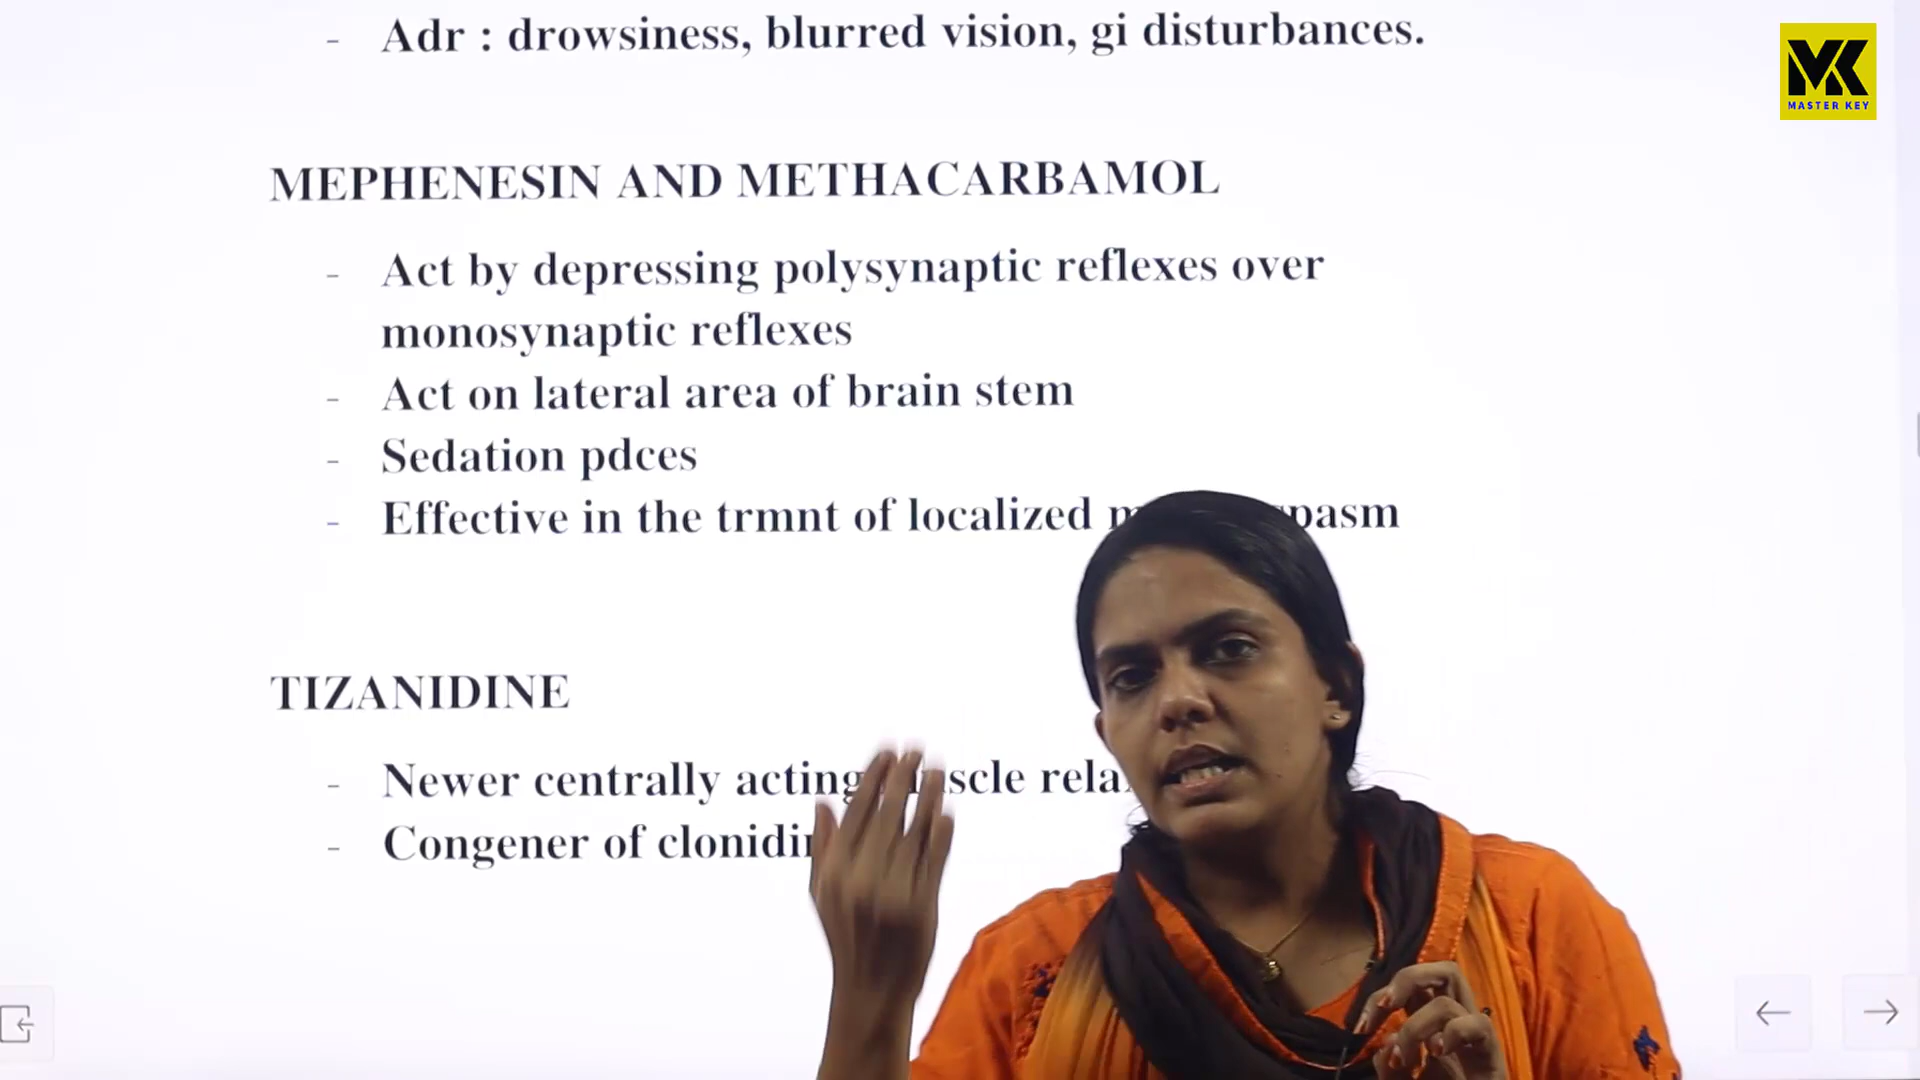 - Adr : drowsiness, blurred vision, gi disturbances.
MASTER KEY
MEPHENESIN AND METHACARBAMOL
- Act by depressing polysynaptic reflexes over
monosynaptic reflexes
- Act on lateral area of brain stem
- Sedation pdces
- Effective in the trmnt of localized
TIZANIDINE
- Newer centrally acting
- Congener of